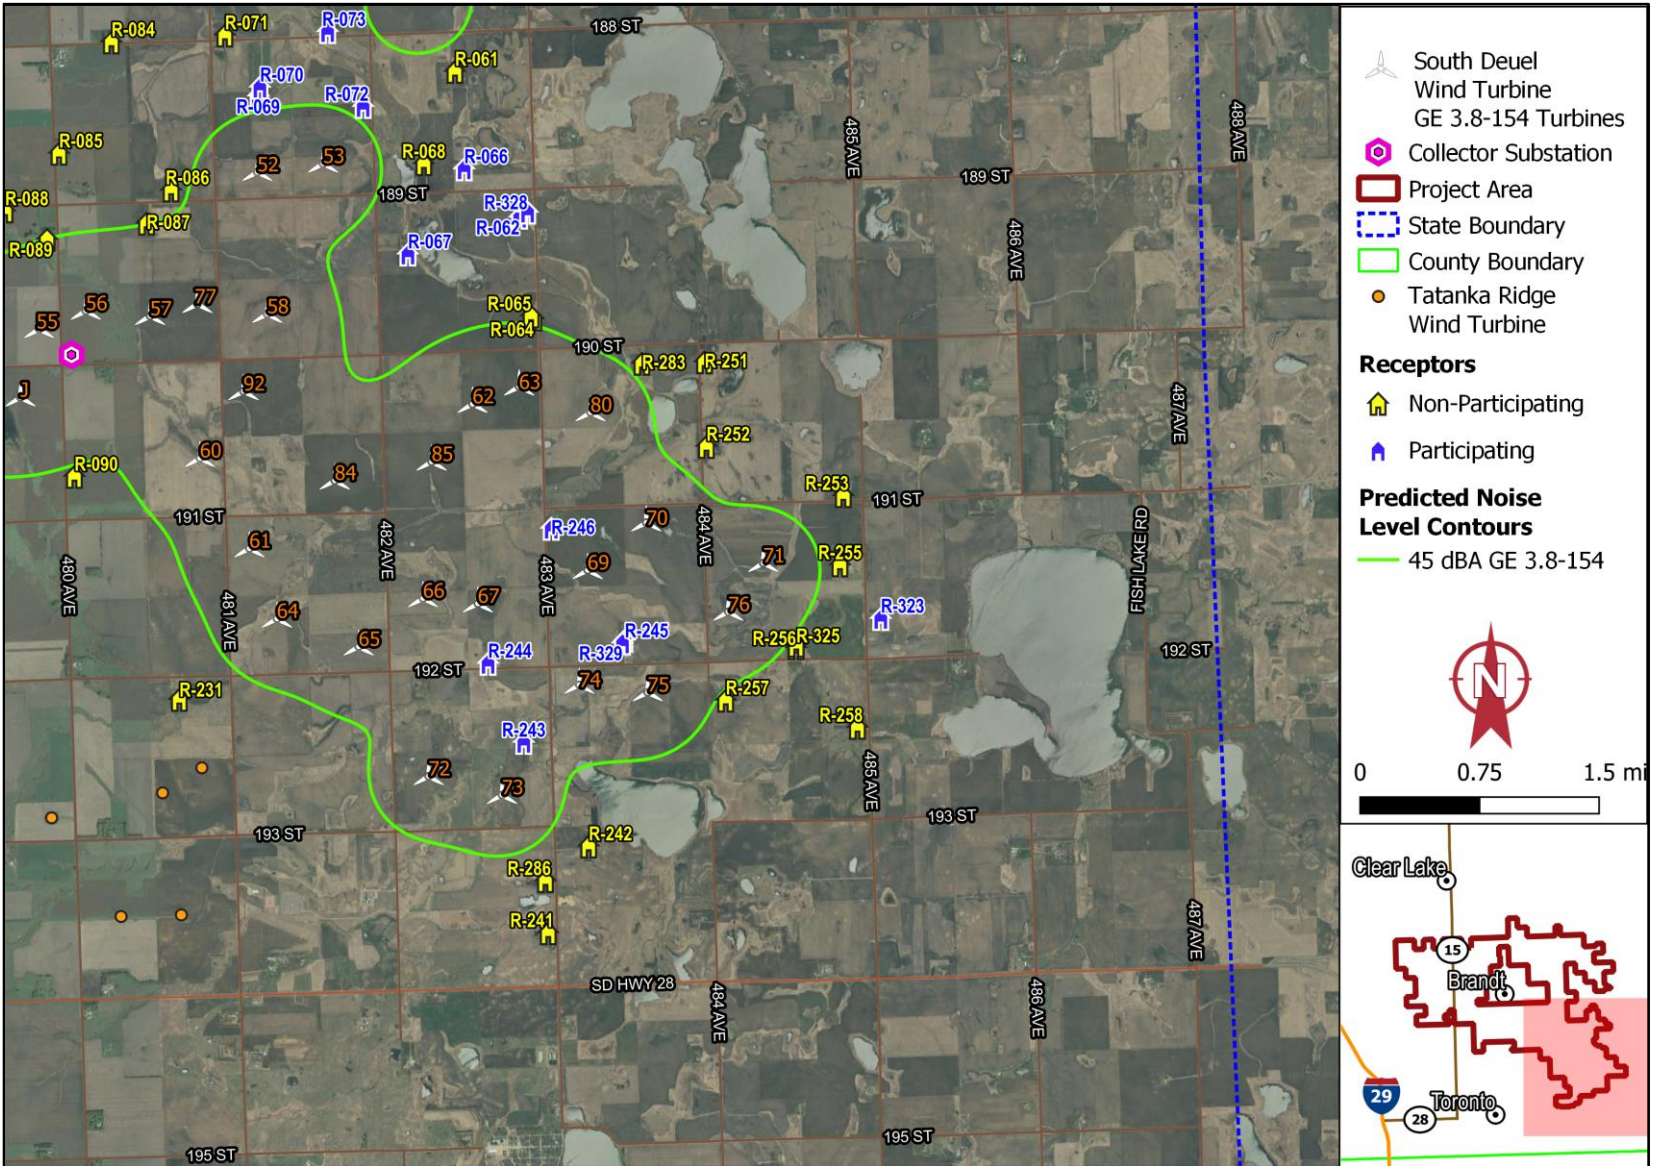 188 ST
R-084
R-071
R-073
R-061
R-070
R-069
R-072
485 AVE
488 AVE
R-085
52
53
R-068
R-066
R-086
189 ST
189 ST
R-088
R-087
R-089
R-328
R-062
R-067
486 AVE
55
56
57
77
58
R-065
R-064
190 ST
R-283
R-251
J
92
62
63
80
487 AVE
R-252
60
84
85
R-090
R-253
191 ST
191 ST
R-246
70
480 AVE
61
482 AVE
483 AVE
69
484 AVE
71
R-255
FISH LAKE RD
481 AVE
64
66
67
76
R-323
65
R-244
R-245
R-329
R-256
R-325
192 ST
192 ST
R-231
74
75
R-257
R-258
R-243
72
73
485 AVE
193 ST
193 ST
R-242
R-286
R-241
487 AVE
SD HWY 28
484 AVE
486 AVE
195 ST
195 ST
South Deuel
Wind Turbine
GE 3.8-154 Turbines
Collector Substation
Project Area
State Boundary
County Boundary
Tatanka Ridge
Wind Turbine
Receptors
Non-Participating
Participating
Predicted Noise
Level Contours
45 dBA GE 3.8-154
N
0 0.75 1.5 mi
Clear Lake
15
Brandt
29
28
Toronto